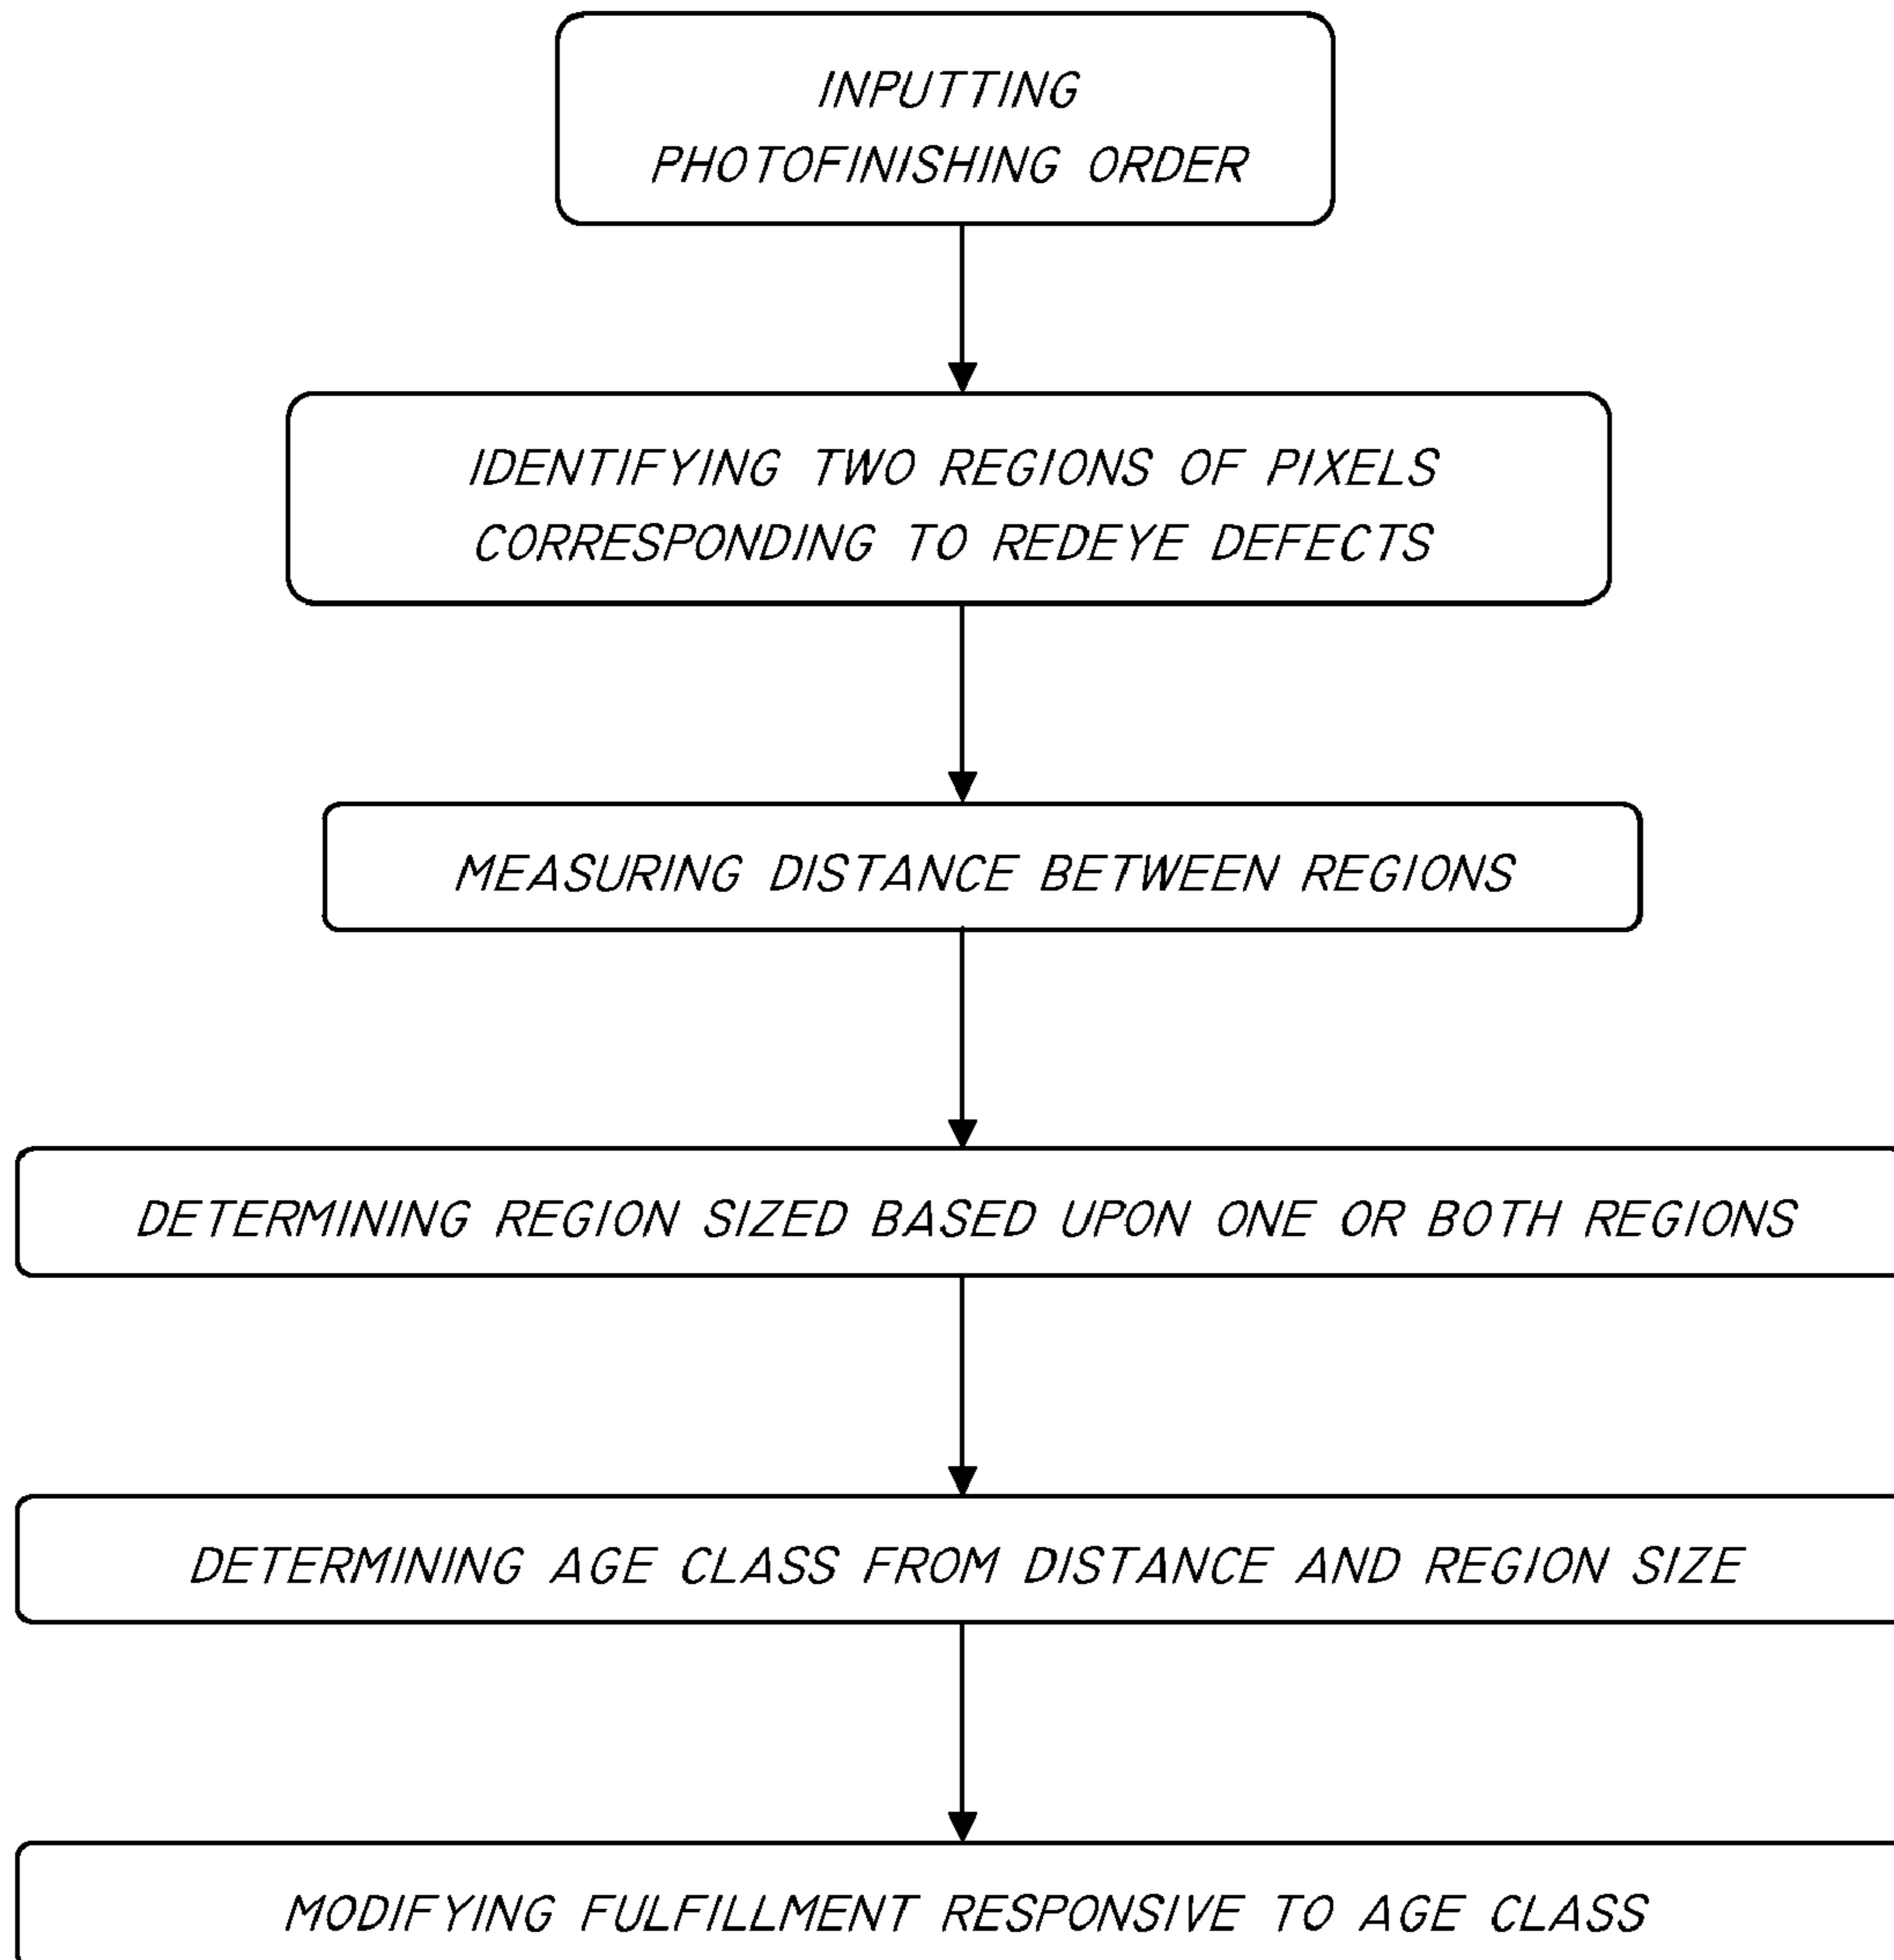 INPUTTING
PHOTOFINISHING ORDER
IDENTIFYING TWO REGIONS OF PIXELS
CORRESPONDING TO REDEYE DEFECTS
MEASURING DISTANCE BETWEEN REGIONS
DETERMINING REGION SIZED BASED UPON ONE OR BOTH REGIONS
DETERMINING AGE CLASS FROM DISTANCE AND REGION SIZE
MODIFYING FULFILLMENT RESPONSIVE TO AGE CLASS